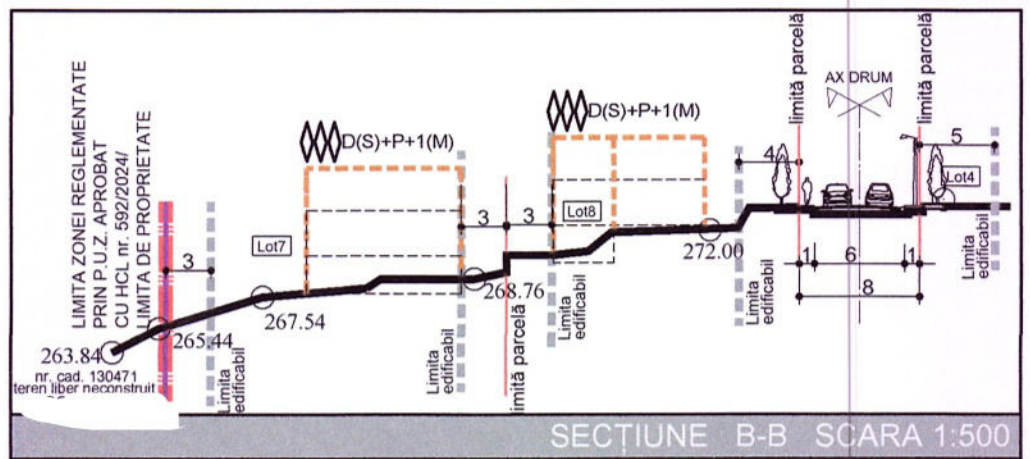 LIMITA ZONEI REGLEMENTATE
PRIN P.U.Z. APROBAT
CU HCL nr. 592/2024/
LIMITA DE PROPRIETATE
263.84
nr. cad. 130471
teren liber neconstruit
265.44
3
Limita
edificabil
267.54
Lot7
D(S)+P+1(M)
Limita
edificabil
3
3
268.76
limită parcelă
Lot8
D(S)+P+1(M)
Limita
edificabil
272.00
Limita
edificabil
4
limită parcelă
AX DRUM
limită parcelă
5
Lot4
1
6
1
8
Limita
edificabil
SECȚIUNE B-B SCARA 1:500